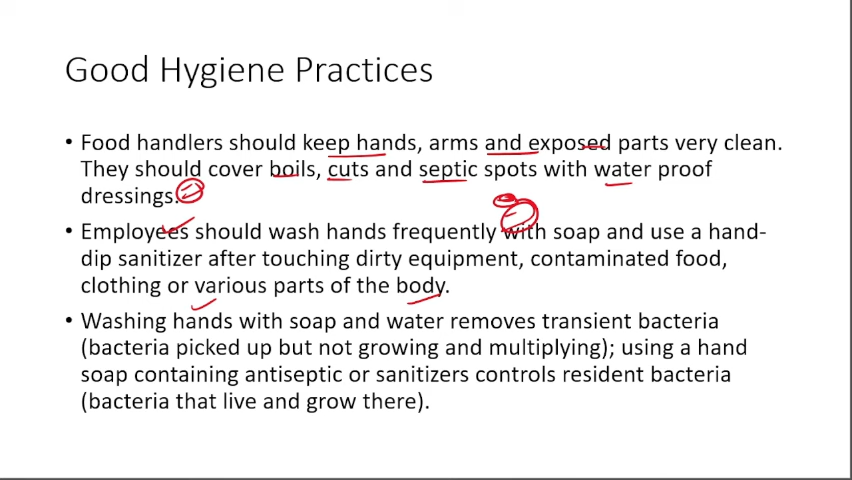 Good Hygiene Practices
• Food handlers should keep hands, arms and exposed parts very clean.
They should cover boils, cuts and septic spots with water proof
dressings.
• Employees should wash hands frequently with soap and use a hand-
dip sanitizer after touching dirty equipment, contaminated food,
clothing or various parts of the body.
• Washing hands with soap and water removes transient bacteria
(bacteria picked up but not growing and multiplying); using a hand
soap containing antiseptic or sanitizers controls resident bacteria
(bacteria that live and grow there).